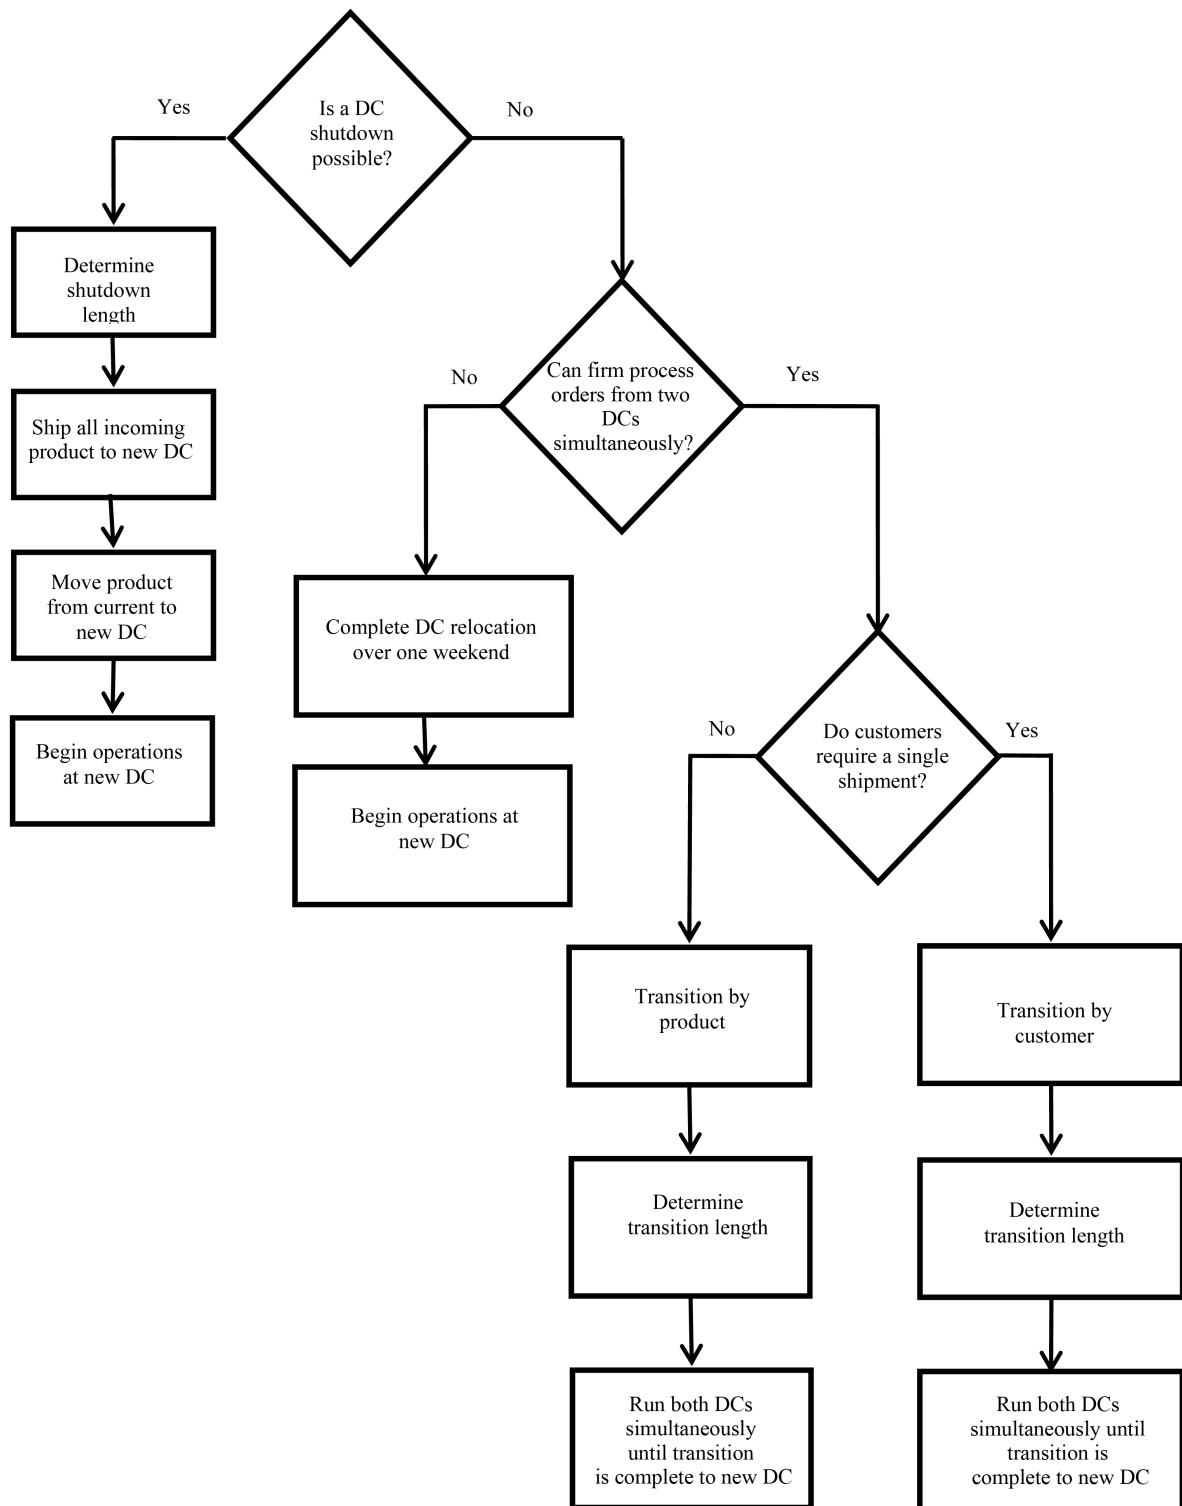 Is a DC
shutdown
possible?
Yes
No
Determine
shutdown
length
Ship all incoming
product to new DC
Move product
from current to
new DC
Begin operations
at new DC
Can firm process
orders from two
DCs
simultaneously?
No
Yes
Complete DC relocation
over one weekend
Begin operations at
new DC
Do customers
require a single
shipment?
No
Yes
Transition by
product
Determine
transition length
Run both DCs
simultaneously
until transition
is complete to new DC
Transition by
customer
Determine
transition length
Run both DCs
simultaneously until
transition is
complete to new DC